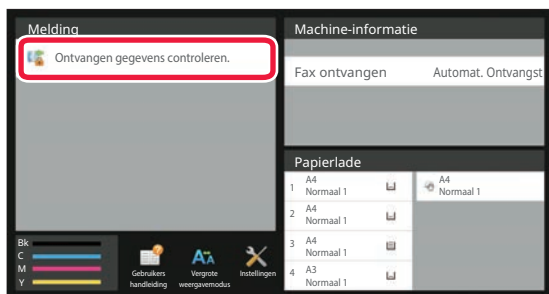 Melding
Ontvangen gegevens controleren.
Machine-informatie
Fax ontvangen Automat. Ontvangst
Papierlade
1 A4
Normaal 1
2 A4
Normaal 1
3 A4
Normaal 1
4 A3
Normaal 1
A4
Normaal 1
Bk
C
M
Y
Gebruikers
handleiding
Vergrote
weergavemodus
Instellingen